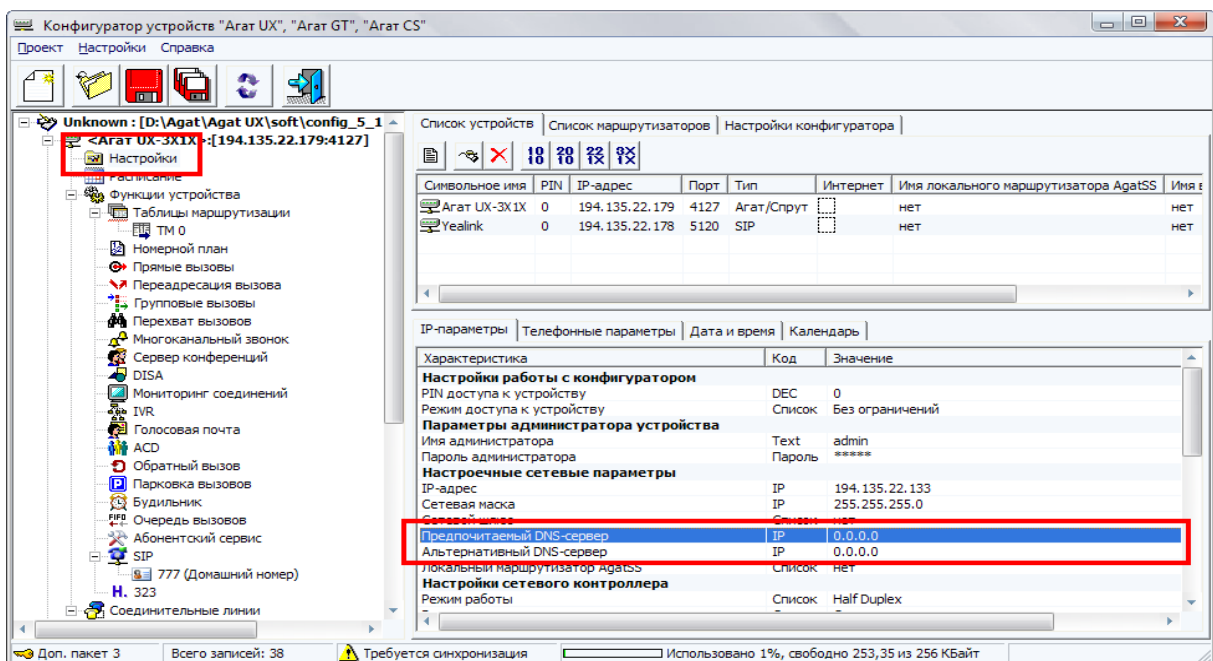 Конфигуратор устройств "Агат UX", "Агат GT", "Агат CS"
Проект Настройки Справка
Unknown : [D:\Agat\Agat UX\soft\config_5_1
<Агат UX-3X1X>:[194.135.22.179:4127]
Настройки
Расписание
Функции устройства
Таблицы маршрутизации
ТМ 0
Номерной план
Прямые вызовы
Переадресация вызова
Групповые вызовы
Перехват вызовов
Многоканальный звонок
Сервер конференций
DISA
Мониторинг соединений
IVR
Голосовая почта
ACD
Обратный вызов
Парковка вызовов
Будильник
Очередь вызовов
Абонентский сервис
SIP
777 (Домашний номер)
H. 323
Соединительные линии
Список устройств Список маршрутизаторов Настройки конфигуратора
Символьное имя PIN IP-адрес Порт Тип Интернет Имя локального маршрутизатора AgatSS Имя в
Агат UX-3X1X 0 194.135.22.179 4127 Агат/Спрут нет нет
Yealink 0 194.135.22.178 5120 SIP нет нет
IP-параметры Телефонные параметры Дата и время Календарь
Характеристика Код Значение
Настройки работы с конфигуратором
PIN доступа к устройству DEC 0
Режим доступа к устройству Список Без ограничений
Параметры администратора устройства
Имя администратора Text admin
Пароль администратора Пароль *****
Настроечные сетевые параметры
IP-адрес IP 194.135.22.133
Сетевая маска IP 255.255.255.0
Сетевой шлюз Список нет
Предпочитаемый DNS-сервер IP 0.0.0.0
Альтернативный DNS-сервер IP 0.0.0.0
Локальный маршрутизатор AgatSS Список нет
Настройки сетевого контроллера
Режим работы Список Half Duplex
Доп. пакет 3 Всего записей: 38 Требуется синхронизация Использовано 1%, свободно 253,35 из 256 КБайт